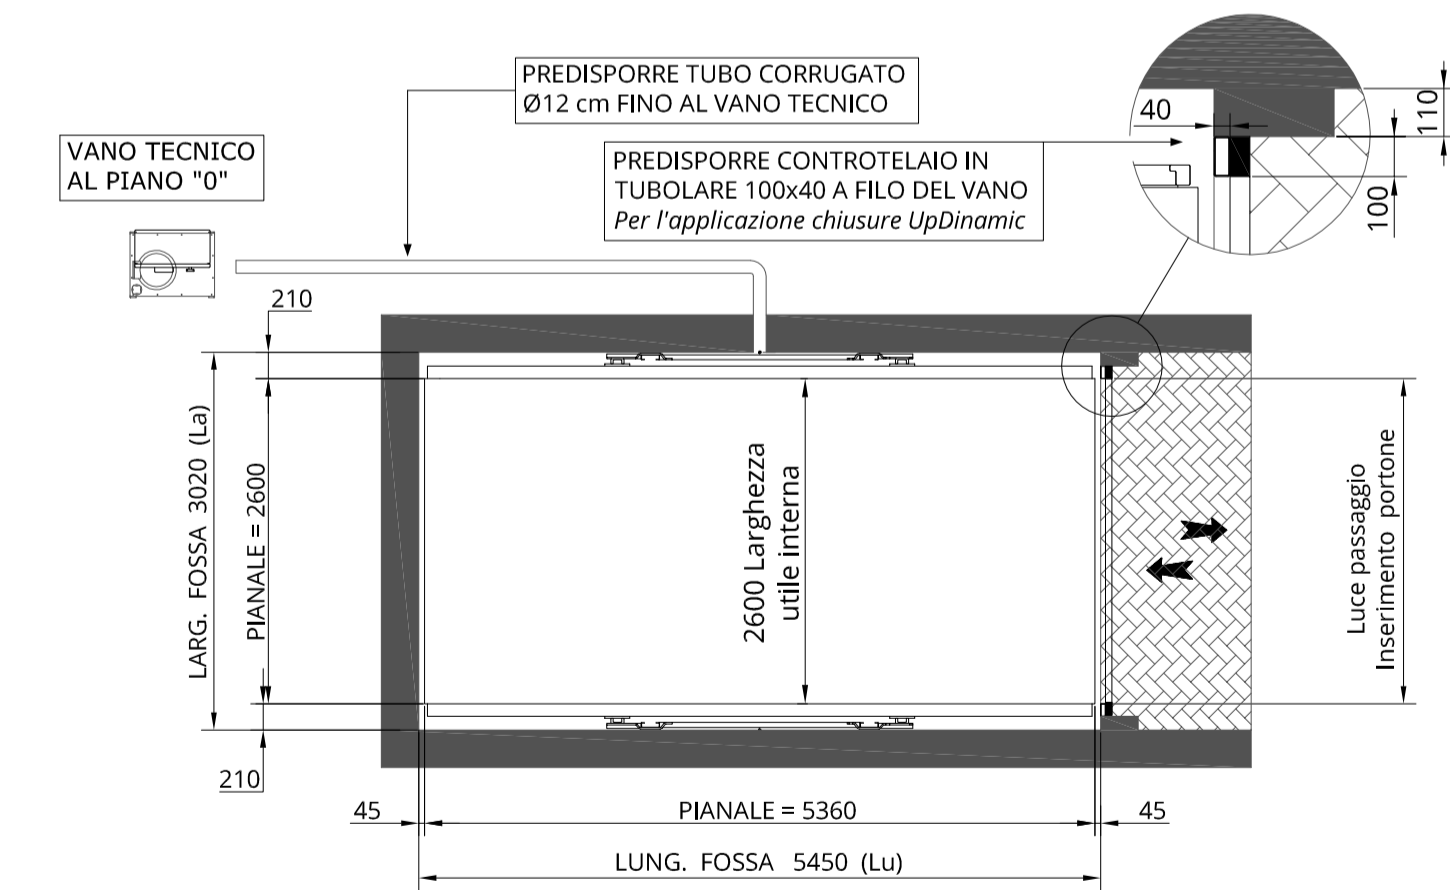 PREDISPORRE TUBO CORRUGATO
Ø12 cm FINO AL VANO TECNICO
VANO TECNICO
AL PIANO "0"
PREDISPORRE CONTROTELAIO IN
TUBOLARE 100x40 A FILO DEL VANO
Per l'applicazione chiusure UpDinamic
40
110
100
210
LARG. FOSSA 3020 (La)
PIANALE = 2600
2600 Larghezza
utile interna
Luce passaggio
Inserimento portone
210
45
PIANALE = 5360
45
LUNG. FOSSA 5450 (Lu)